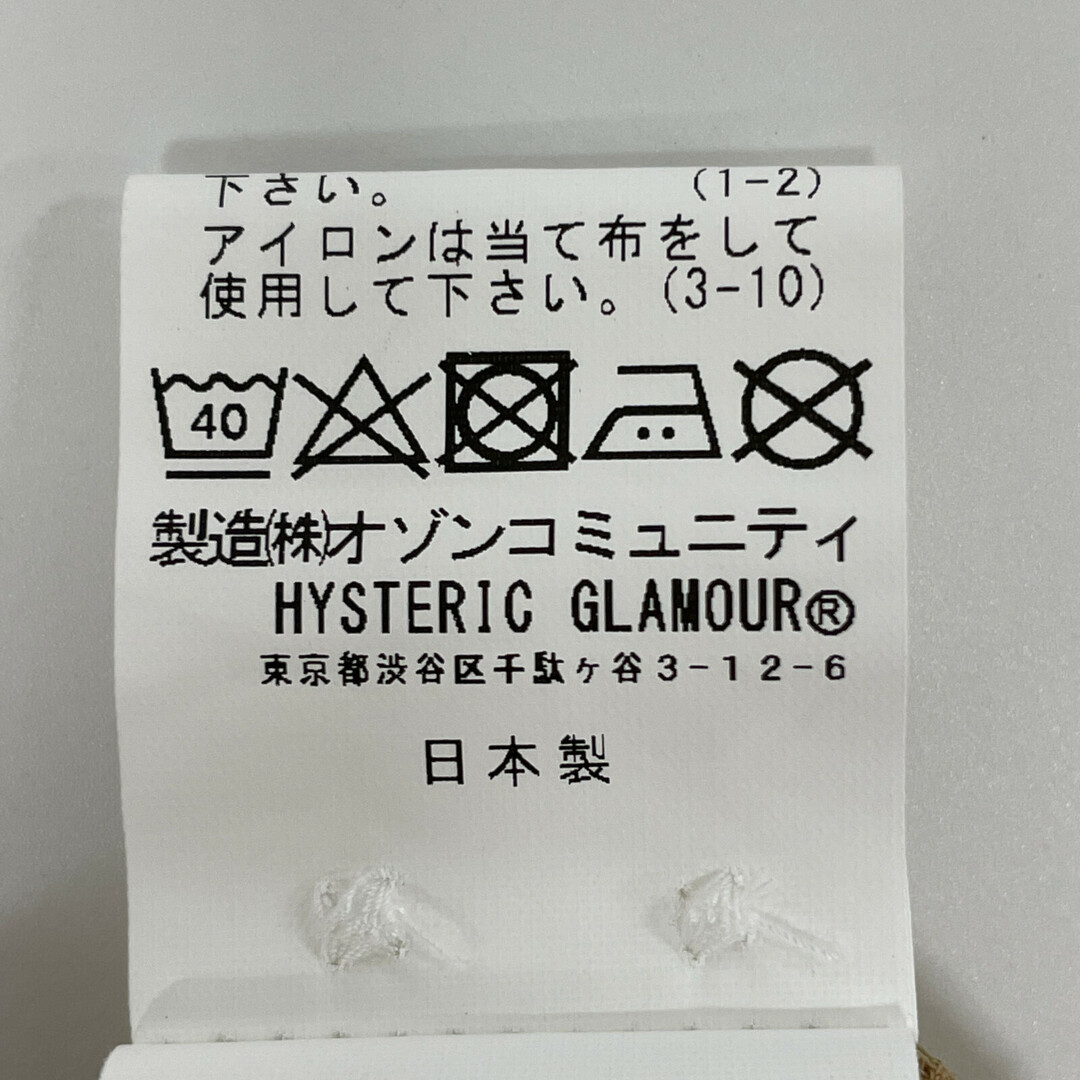 下さい。 (1-2)
アイロンは当て布をして
使用して下さい。(3-10)
40
製造(株)オゾンコミュニティ
HYSTERIC GLAMOUR®
東京都渋谷区千駄ヶ谷3-12-6
日本製